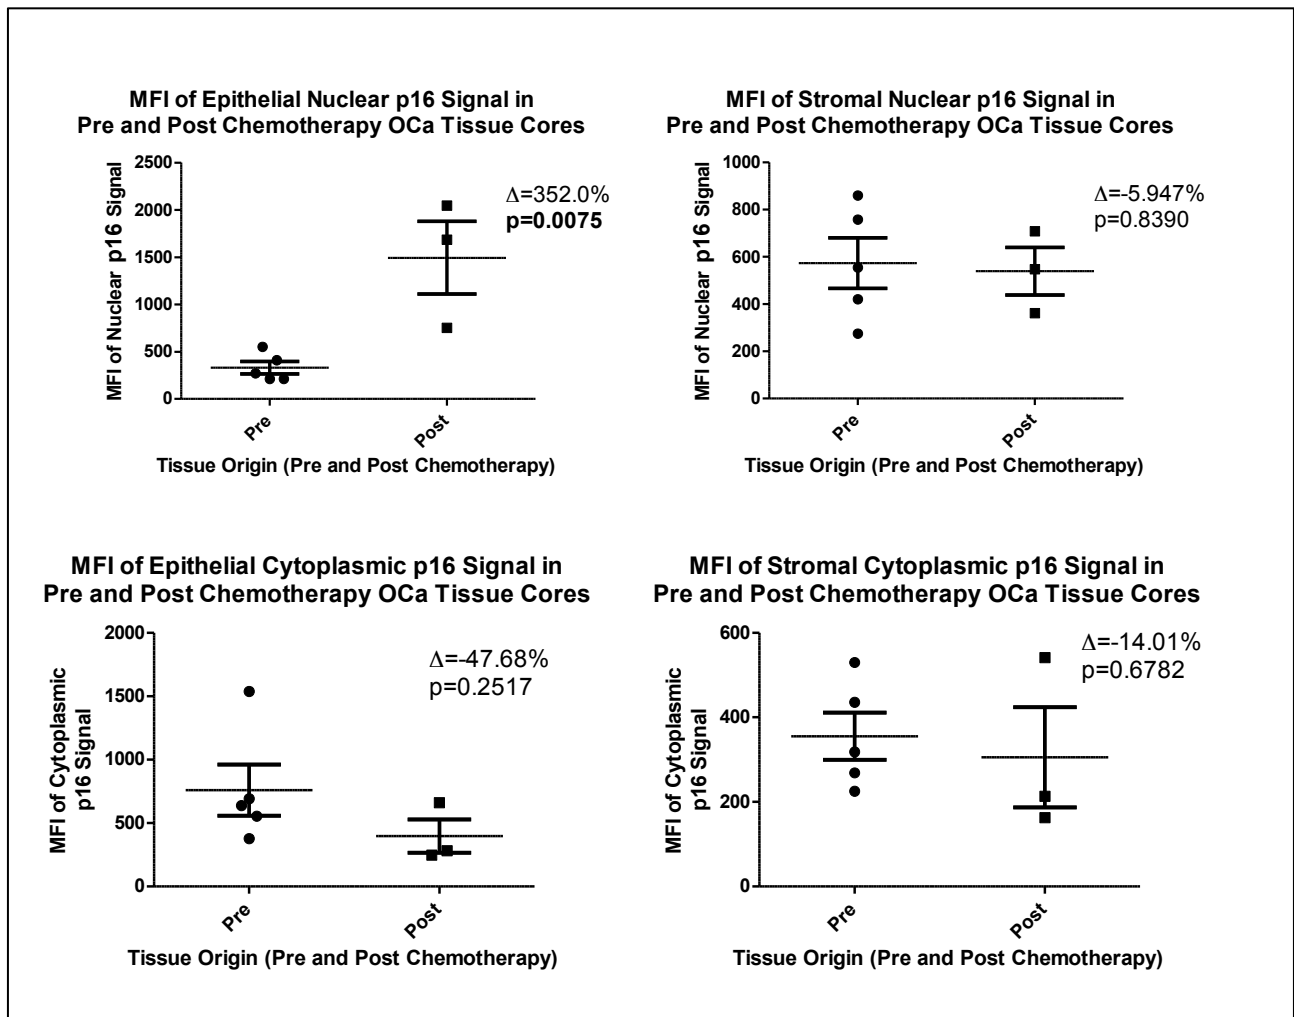 MFI of Epithelial Nuclear p16 Signal in
Pre and Post Chemotherapy OCa Tissue Cores
MFI of Nuclear p16 Signal
2500
2000
1500
1000
500
0
Δ=352.0%
p=0.0075
Pre
Post
Tissue Origin (Pre and Post Chemotherapy)
MFI of Stromal Nuclear p16 Signal in
Pre and Post Chemotherapy OCa Tissue Cores
MFI of Nuclear p16 Signal
1000
800
600
400
200
0
Δ=-5.947%
p=0.8390
Pre
Post
Tissue Origin (Pre and Post Chemotherapy)
MFI of Epithelial Cytoplasmic p16 Signal in
Pre and Post Chemotherapy OCa Tissue Cores
MFI of Cytoplasmic
p16 Signal
2000
1500
1000
500
0
Δ=-47.68%
p=0.2517
Pre
Post
Tissue Origin (Pre and Post Chemotherapy)
MFI of Stromal Cytoplasmic p16 Signal in
Pre and Post Chemotherapy OCa Tissue Cores
MFI of Cytoplasmic
p16 Signal
600
400
200
0
Δ=-14.01%
p=0.6782
Pre
Post
Tissue Origin (Pre and Post Chemotherapy)